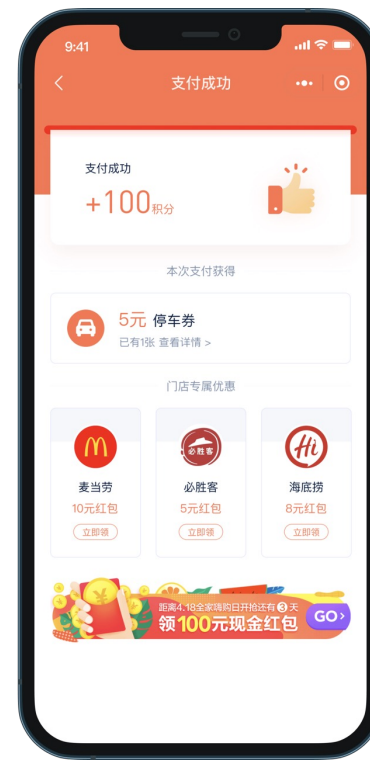 9:41
支付成功
支付成功
+100积分
本次支付获得
5元 停车券
已有1张 查看详情 >
门店专属优惠
必胜客
Hi
麦当劳
必胜客
海底捞
10元红包
5元红包
8元红包
立即领
立即领
立即领
距离4.18全家嗨购日开抢还有3天
领100元现金红包
GO>